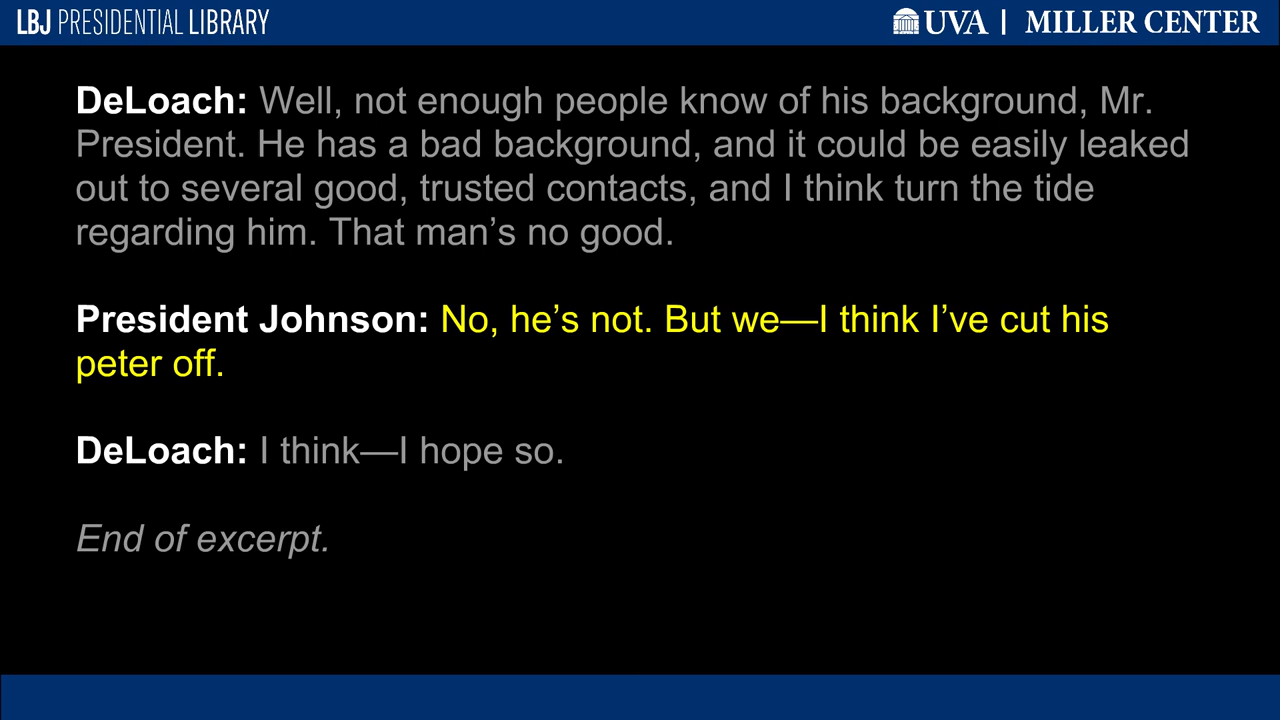 LBJ PRESIDENTIAL LIBRARY
UVA | MILLER CENTER
DeLoach: Well, not enough people know of his background, Mr.
President. He has a bad background, and it could be easily leaked
out to several good, trusted contacts, and I think turn the tide
regarding him. That man’s no good.
President Johnson: No, he’s not. But we—I think I’ve cut his
peter off.
DeLoach: I think—I hope so.
End of excerpt.